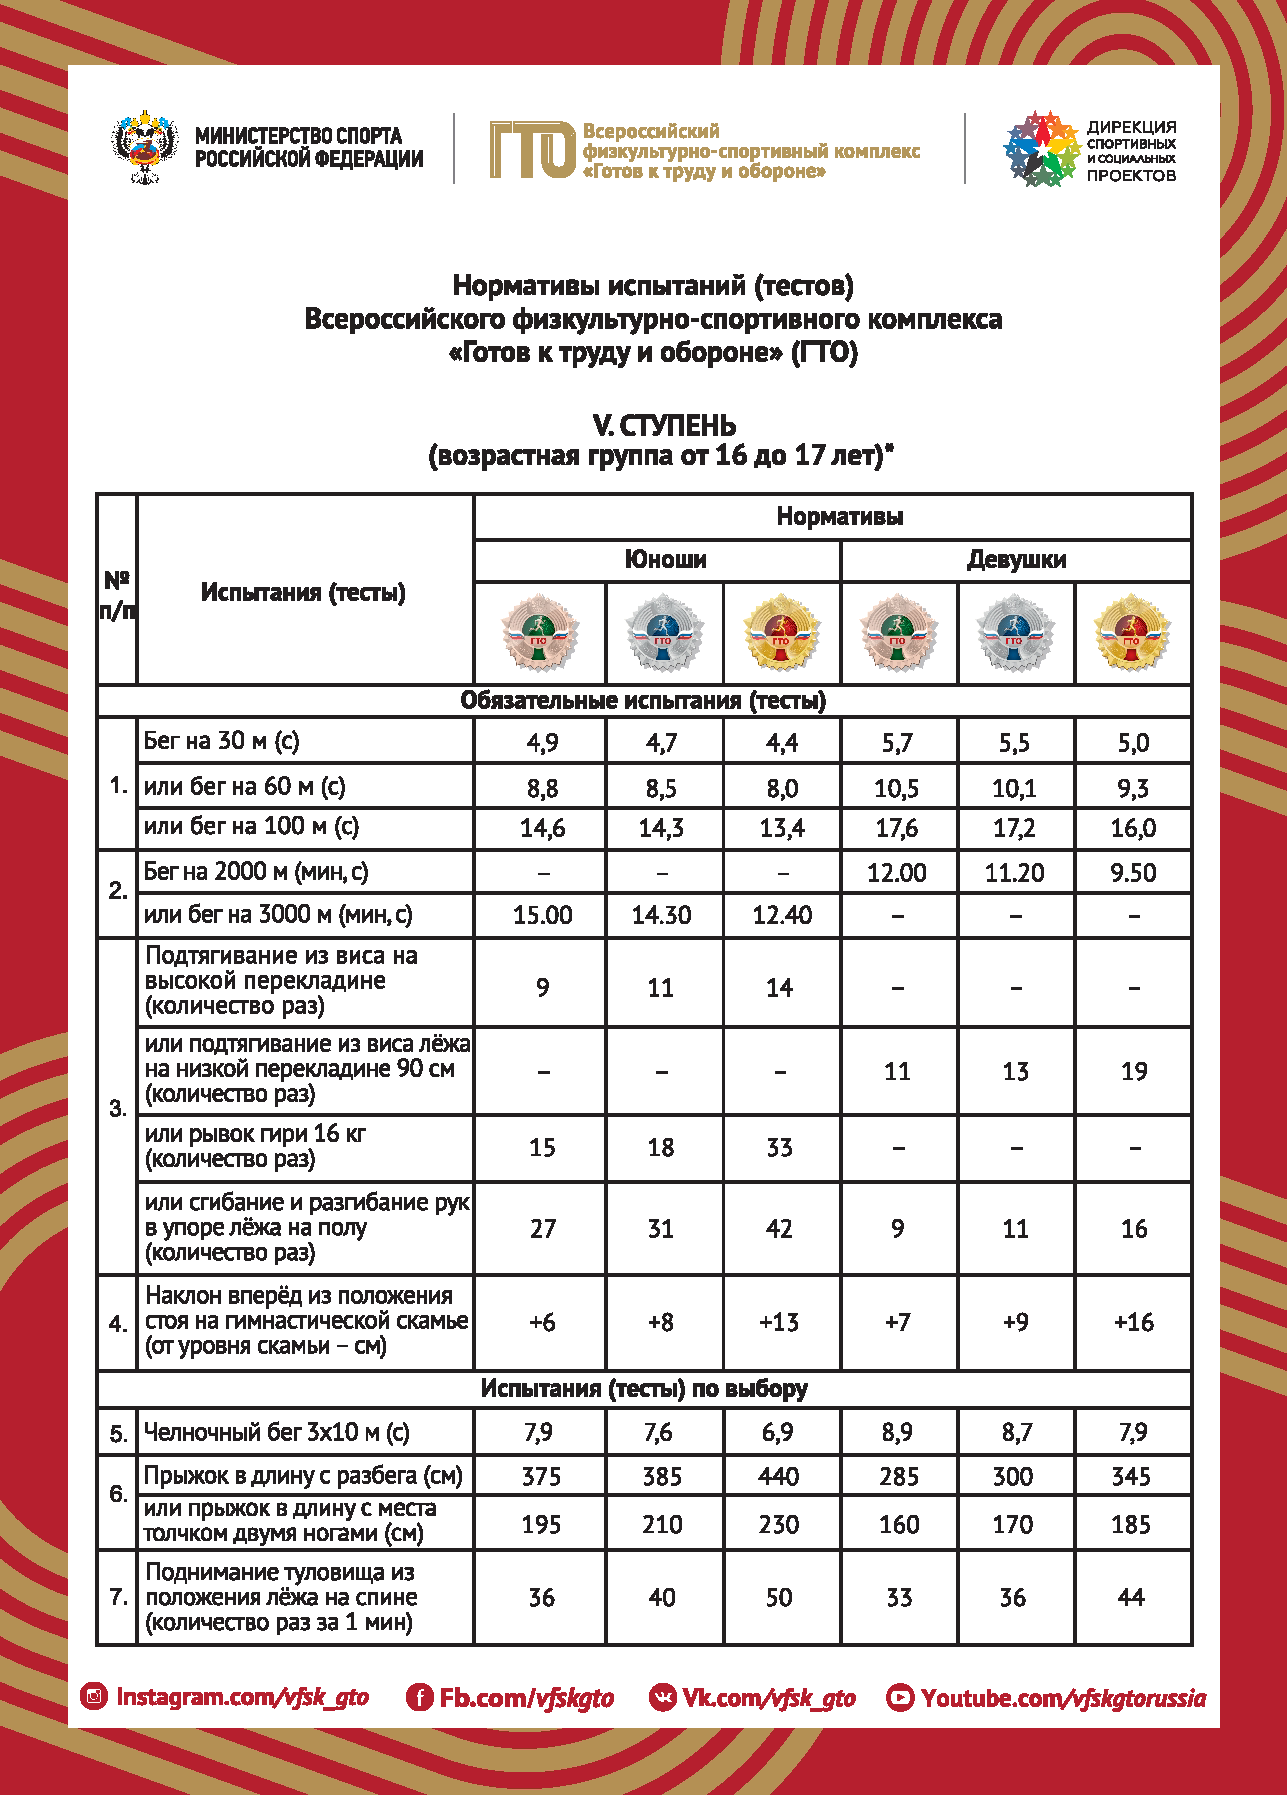 МИНИСТЕРСТВО СПОРТА
РОССИЙСКОЙ ФЕДЕРАЦИИ
ГТО
Всероссийский
физкультурно-спортивный комплекс
«Готов к труду и обороне»
ДИРЕКЦИЯ
СПОРТИВНЫХ
И СОЦИАЛЬНЫХ
ПРОЕКТОВ
Нормативы испытаний (тестов)
Всероссийского физкультурно-спортивного комплекса
«Готов к труду и обороне» (ГТО)
V. СТУПЕНЬ
(возрастная группа от 16 до 17 лет)*
№ п/п Испытания (тесты) Нормативы
Юноши Девушки
ГТО ГТО ГТО ГТО ГТО ГТО
Обязательные испытания (тесты)
1. Бег на 30 м (с) 4,9 4,7 4,4 5,7 5,5 5,0
или бег на 60 м (с) 8,8 8,5 8,0 10,5 10,1 9,3
или бег на 100 м (с) 14,6 14,3 13,4 17,6 17,2 16,0
2. Бег на 2000 м (мин, с) – – – 12.00 11.20 9.50
или бег на 3000 м (мин, с) 15.00 14.30 12.40 – – –
3. Подтягивание из виса на
высокой перекладине
(количество раз) 9 11 14 – – –
или подтягивание из виса лёжа
на низкой перекладине 90 см
(количество раз) – – – 11 13 19
или рывок гири 16 кг
(количество раз) 15 18 33 – – –
или сгибание и разгибание рук
в упоре лёжа на полу
(количество раз) 27 31 42 9 11 16
4. Наклон вперёд из положения
стоя на гимнастической скамье
(от уровня скамьи – см) +6 +8 +13 +7 +9 +16
Испытания (тесты) по выбору
5. Челночный бег 3х10 м (с) 7,9 7,6 6,9 8,9 8,7 7,9
6. Прыжок в длину с разбега (см) 375 385 440 285 300 345
или прыжок в длину с места
толчком двумя ногами (см) 195 210 230 160 170 185
7. Поднимание туловища из
положения лёжа на спине
(количество раз за 1 мин) 36 40 50 33 36 44
Instagram.com/vfsk_gto Fb.com/vfskgto Vk.com/vfsk_gto Youtube.com/vfskgtorussia